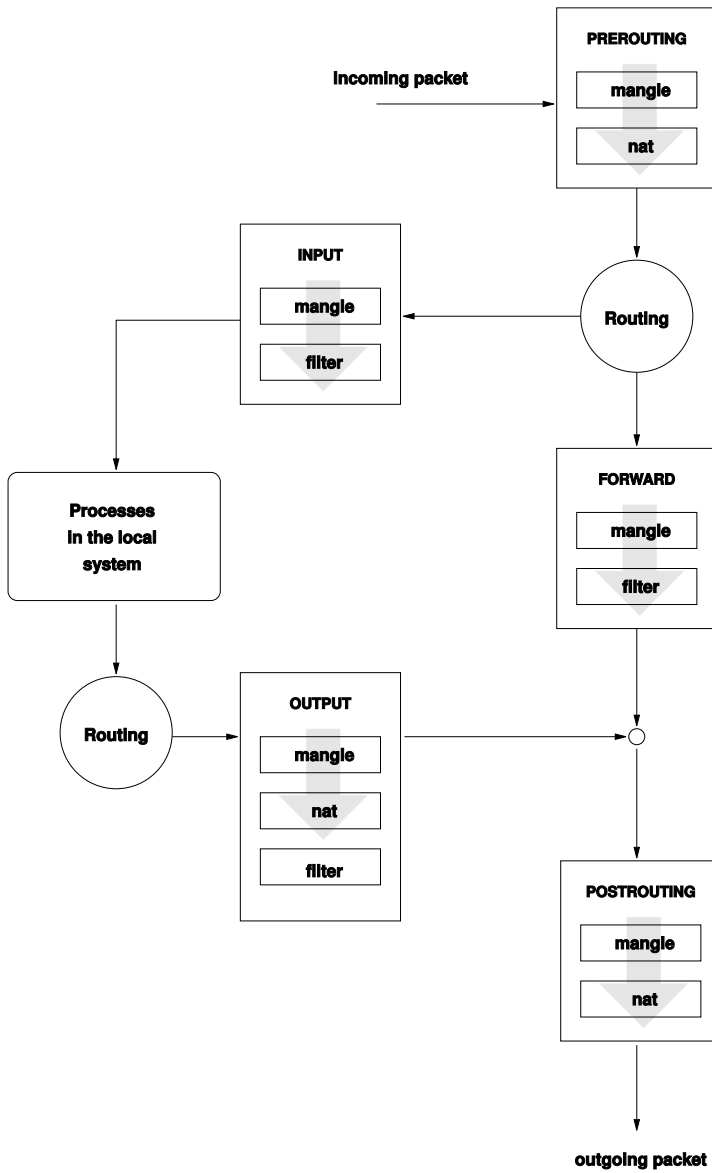 PREROUTING
incoming packet
mangle
nat
INPUT
mangle
filter
Routing
Processes
in the local
system
FORWARD
mangle
filter
Routing
OUTPUT
mangle
nat
filter
POSTROUTING
mangle
nat
outgoing packet